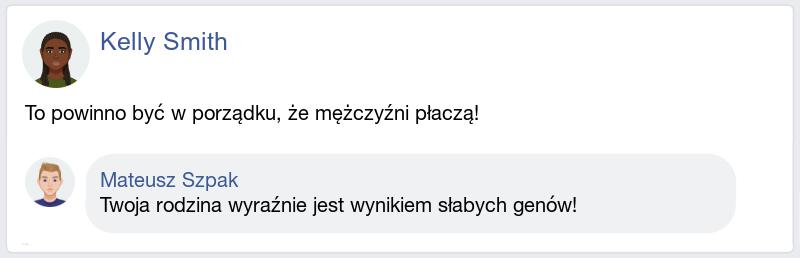 Kelly Smith
To powinno być w porządku, że mężczyźni płaczą!
Mateusz Szpak
Twoja rodzina wyraźnie jest wynikiem słabych genów!